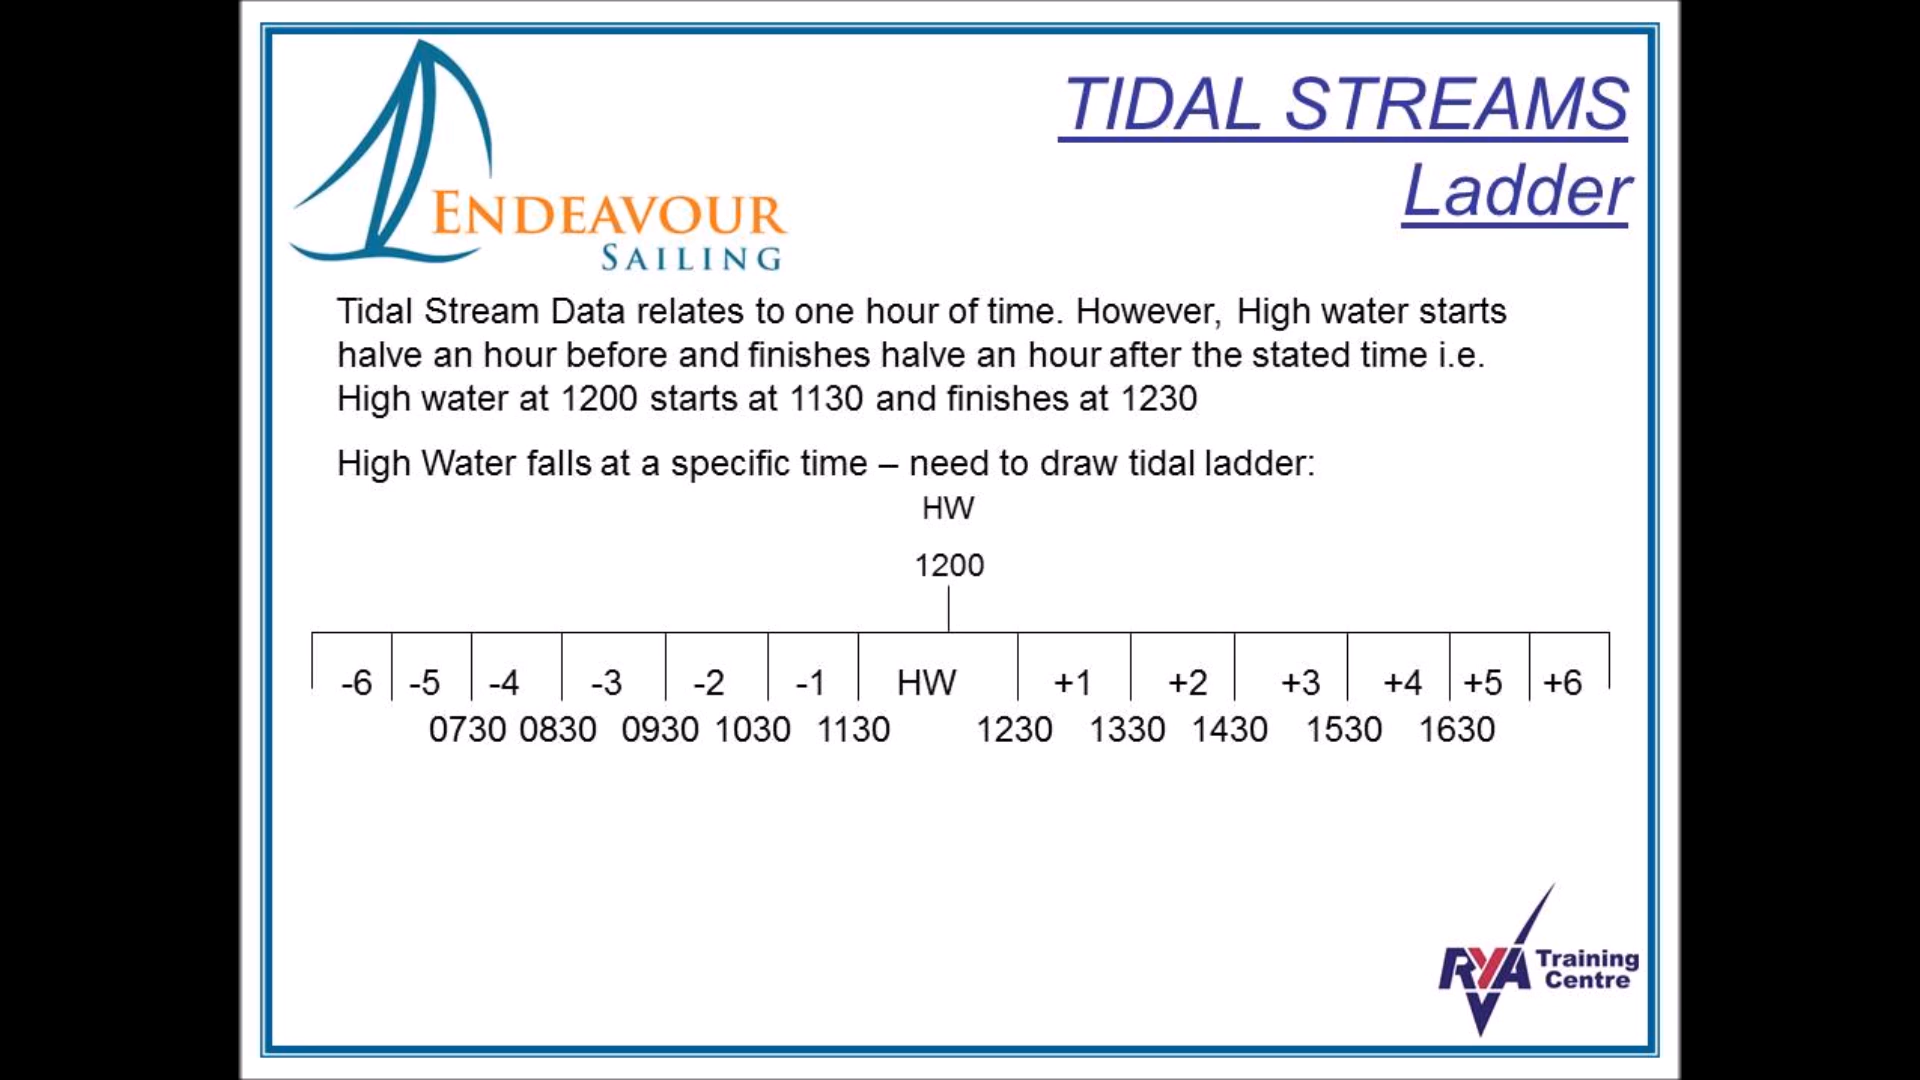 TIDAL STREAMS
Ladder
ENDEAVOUR
SAILING
Tidal Stream Data relates to one hour of time. However, High water starts
halve an hour before and finishes halve an hour after the stated time i.e.
High water at 1200 starts at 1130 and finishes at 1230
High Water falls at a specific time – need to draw tidal ladder:
HW
1200
-6 -5 -4 -3 -2 -1 HW +1 +2 +3 +4 +5 +6
0730 0830 0930 1030 1130 1230 1330 1430 1530 1630
RYA Training
Centre